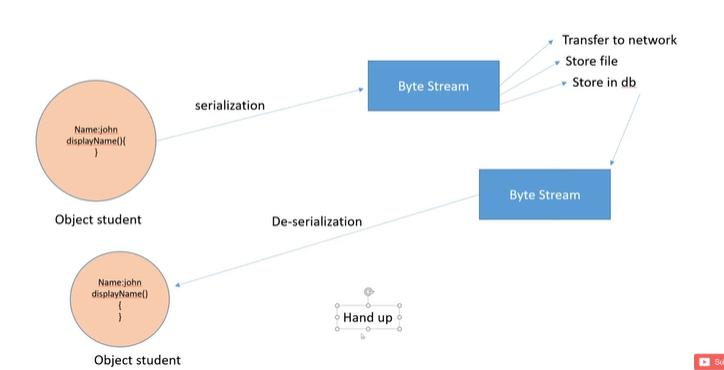 Transfer to network
Store file
Store in db
Byte Stream
serialization
Name:john
displayName(){
}
Object student
Byte Stream
De-serialization
Name:john
displayName()
{
}
Hand up
Object student